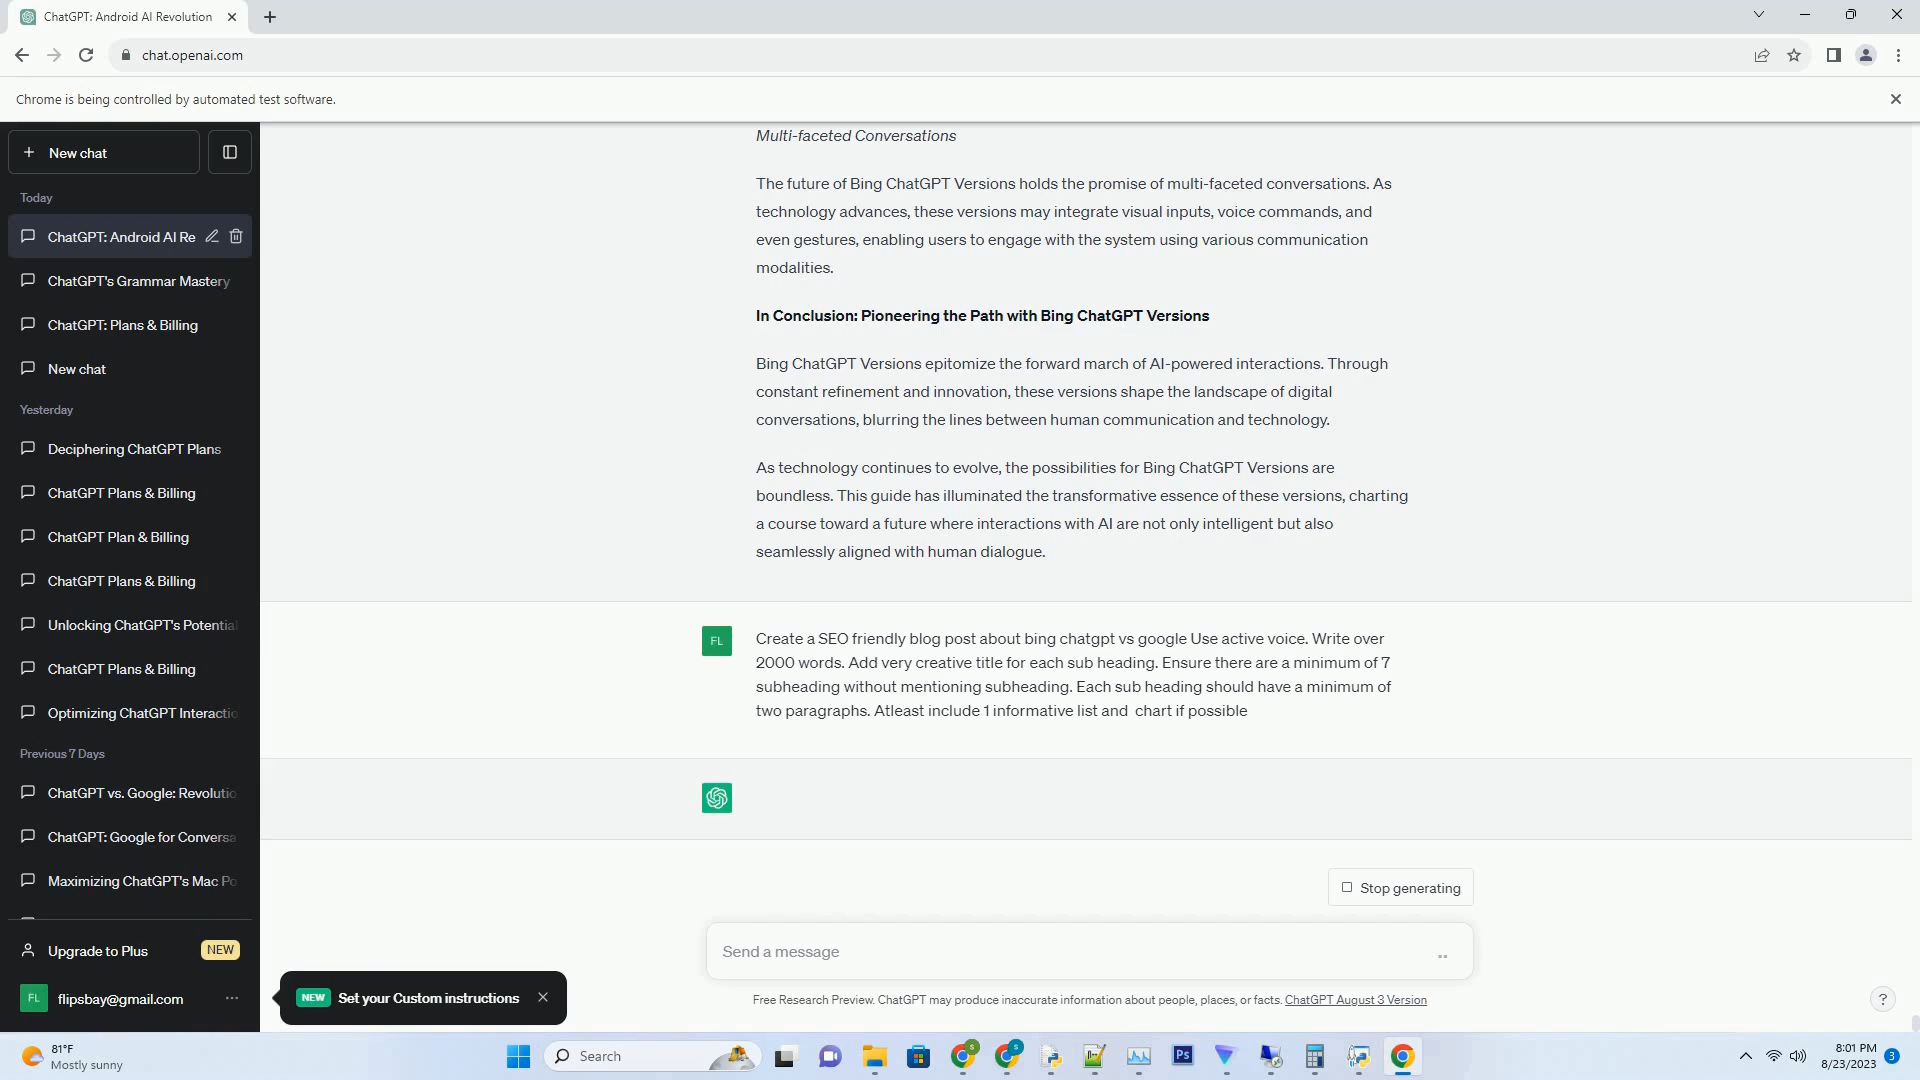 ChatGPT: Android AI Revolution
chat.openai.com
Chrome is being controlled by automated test software.
New chat
Today
ChatGPT: Android AI Re
ChatGPT's Grammar Mastery
ChatGPT: Plans & Billing
New chat
Yesterday
Deciphering ChatGPT Plans
ChatGPT Plans & Billing
ChatGPT Plan & Billing
ChatGPT Plans & Billing
Unlocking ChatGPT's Potential
ChatGPT Plans & Billing
Optimizing ChatGPT Interactio
Previous 7 Days
ChatGPT vs. Google: Revolutio
ChatGPT: Google for Conversa
Maximizing ChatGPT's Mac Po
Upgrade to Plus NEW
FL flipsbay@gmail.com
Multi-faceted Conversations
The future of Bing ChatGPT Versions holds the promise of multi-faceted conversations. As
technology advances, these versions may integrate visual inputs, voice commands, and
even gestures, enabling users to engage with the system using various communication
modalities.
In Conclusion: Pioneering the Path with Bing ChatGPT Versions
Bing ChatGPT Versions epitomize the forward march of AI-powered interactions. Through
constant refinement and innovation, these versions shape the landscape of digital
conversations, blurring the lines between human communication and technology.
As technology continues to evolve, the possibilities for Bing ChatGPT Versions are
boundless. This guide has illuminated the transformative essence of these versions, charting
a course toward a future where interactions with AI are not only intelligent but also
seamlessly aligned with human dialogue.
FL
Create a SEO friendly blog post about bing chatgpt vs google Use active voice. Write over
2000 words. Add very creative title for each sub heading. Ensure there are a minimum of 7
subheading without mentioning subheading. Each sub heading should have a minimum of
two paragraphs. Atleast include 1 informative list and  chart if possible
Stop generating
Send a message
NEW Set your Custom instructions
Free Research Preview. ChatGPT may produce inaccurate information about people, places, or facts. ChatGPT August 3 Version
?
81°F
Mostly sunny
Search
S
S
Ps
8:01 PM
8/23/2023
3